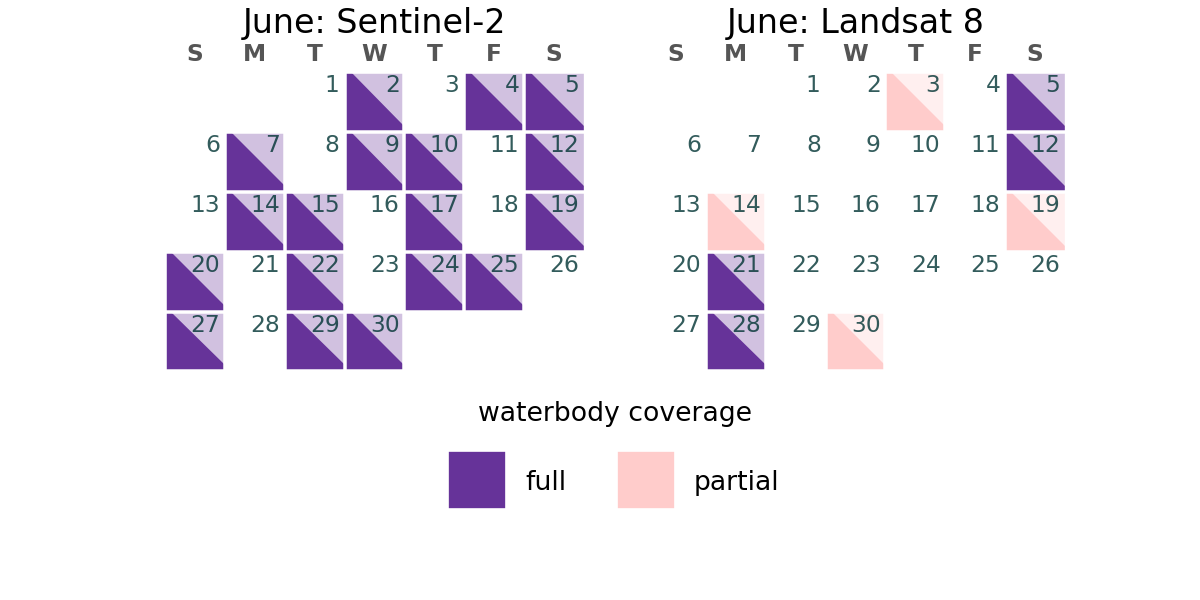 June: Sentinel-2
S M T W T F S
1 2 3 4 5
6 7 8 9 10 11 12
13 14 15 16 17 18 19
20 21 22 23 24 25 26
27 28 29 30
June: Landsat 8
S M T W T F S
1 2 3 4 5
6 7 8 9 10 11 12
13 14 15 16 17 18 19
20 21 22 23 24 25 26
27 28 29 30
waterbody coverage
full partial